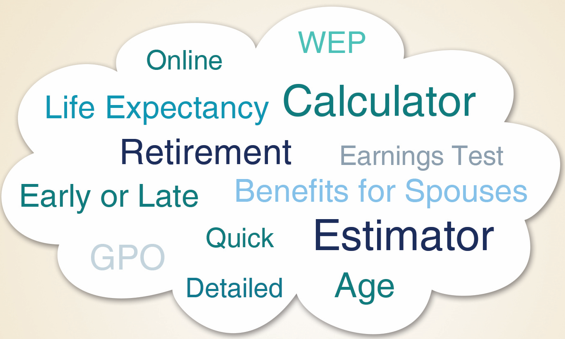 WEP
Online
Life Expectancy Calculator
Retirement Earnings Test
Early or Late Benefits for Spouses
Quick Estimator
GPO
Detailed Age